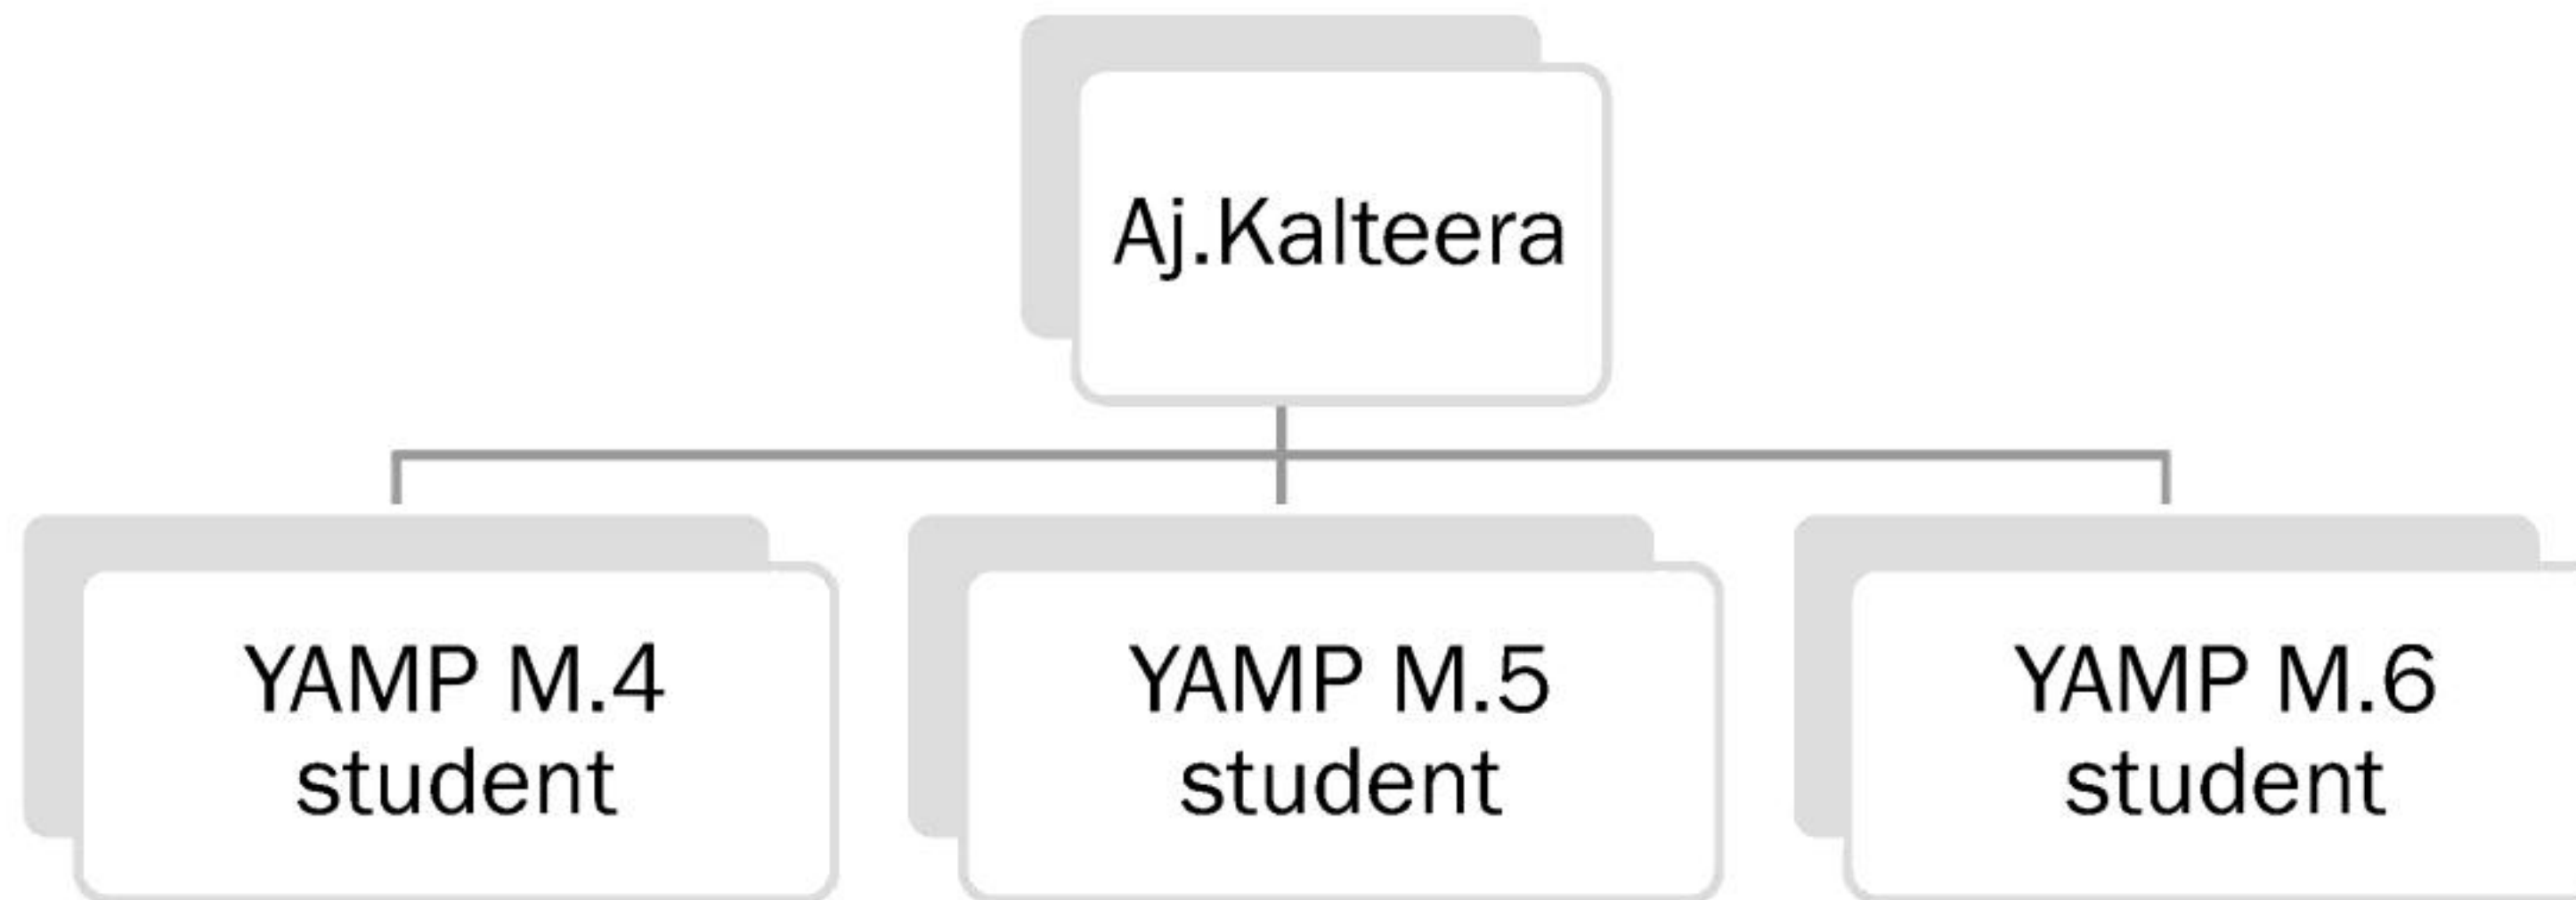 Aj.Kalteera
YAMP M.4
student
YAMP M.5
student
YAMP M.6
student